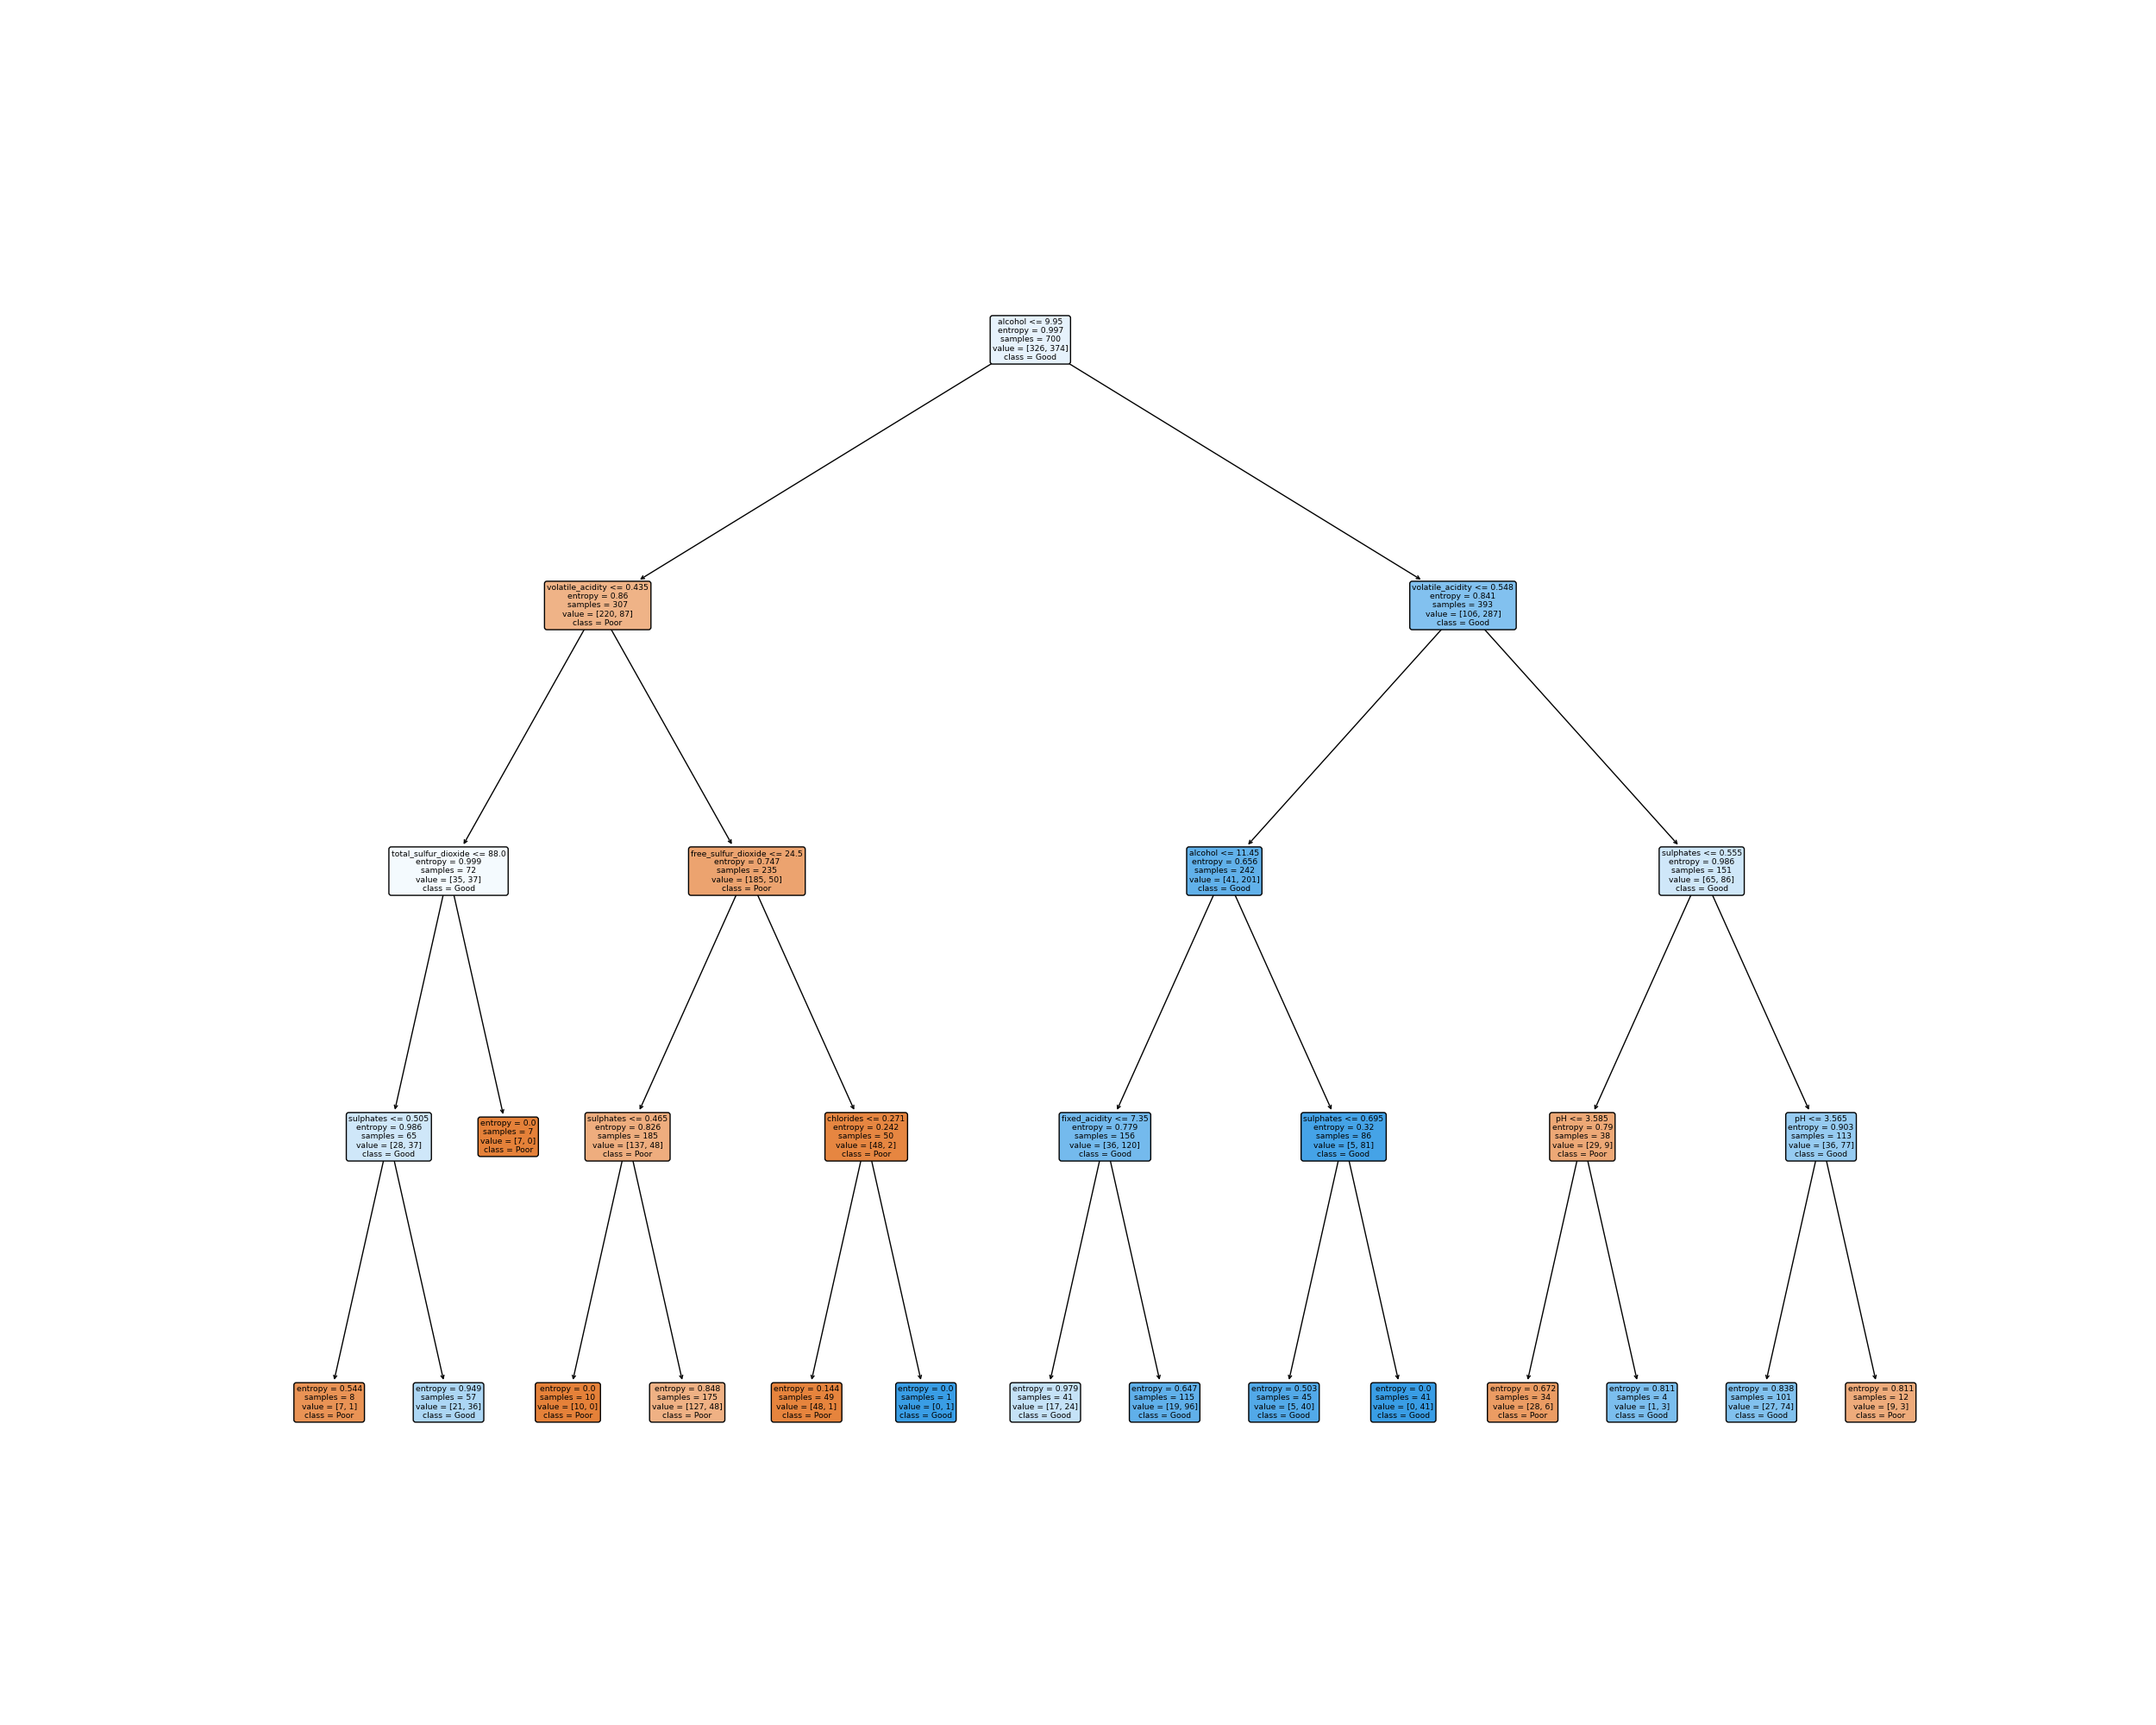 alcohol <= 9.95
entropy = 0.997
samples = 700
value = [326, 374]
class = Good
volatile_acidity <= 0.435
entropy = 0.86
samples = 307
value = [220, 87]
class = Poor
volatile_acidity <= 0.548
entropy = 0.841
samples = 393
value = [106, 287]
class = Good
total_sulfur_dioxide <= 88.0
entropy = 0.999
samples = 72
value = [35, 37]
class = Good
free_sulfur_dioxide <= 24.5
entropy = 0.747
samples = 235
value = [185, 50]
class = Poor
alcohol <= 11.45
entropy = 0.656
samples = 242
value = [41, 201]
class = Good
sulphates <= 0.555
entropy = 0.986
samples = 151
value = [65, 86]
class = Good
sulphates <= 0.505
entropy = 0.986
samples = 65
value = [28, 37]
class = Good
entropy = 0.0
samples = 7
value = [7, 0]
class = Poor
sulphates <= 0.465
entropy = 0.826
samples = 185
value = [137, 48]
class = Poor
chlorides <= 0.271
entropy = 0.242
samples = 50
value = [48, 2]
class = Poor
fixed_acidity <= 7.35
entropy = 0.779
samples = 156
value = [36, 120]
class = Good
sulphates <= 0.695
entropy = 0.32
samples = 86
value = [5, 81]
class = Good
pH <= 3.585
entropy = 0.79
samples = 38
value = [29, 9]
class = Poor
pH <= 3.565
entropy = 0.903
samples = 113
value = [36, 77]
class = Good
entropy = 0.544
samples = 8
value = [7, 1]
class = Poor
entropy = 0.949
samples = 57
value = [21, 36]
class = Good
entropy = 0.0
samples = 10
value = [10, 0]
class = Poor
entropy = 0.848
samples = 175
value = [127, 48]
class = Poor
entropy = 0.144
samples = 49
value = [48, 1]
class = Poor
entropy = 0.0
samples = 1
value = [0, 1]
class = Good
entropy = 0.979
samples = 41
value = [17, 24]
class = Good
entropy = 0.647
samples = 115
value = [19, 96]
class = Good
entropy = 0.503
samples = 45
value = [5, 40]
class = Good
entropy = 0.0
samples = 41
value = [0, 41]
class = Good
entropy = 0.672
samples = 34
value = [28, 6]
class = Poor
entropy = 0.811
samples = 4
value = [1, 3]
class = Good
entropy = 0.838
samples = 101
value = [27, 74]
class = Good
entropy = 0.811
samples = 12
value = [9, 3]
class = Poor